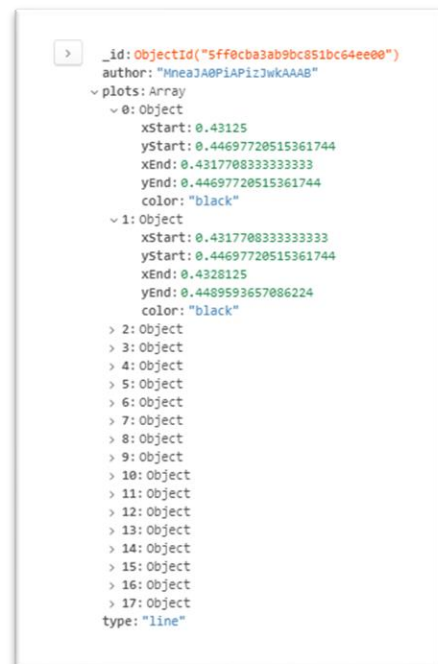 _id: ObjectId("5ff0cba3ab9bc851bc64ee00")
author: "MneaJA0PiAPizJwkAAAB"
plots: Array
0: Object
xStart: 0.43125
yStart: 0.44697720515361744
xEnd: 0.4317708333333333
yEnd: 0.44697720515361744
color: "black"
1: Object
xStart: 0.4317708333333333
yStart: 0.44697720515361744
xEnd: 0.4328125
yEnd: 0.4489593657086224
color: "black"
2: Object
3: Object
4: Object
5: Object
6: Object
7: Object
8: Object
9: Object
10: Object
11: Object
12: Object
13: Object
14: Object
15: Object
16: Object
17: Object
type: "line"